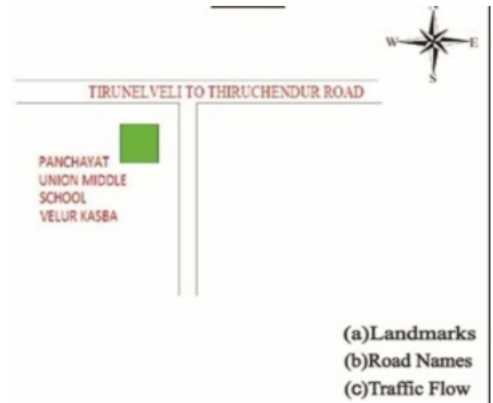 W E
S
TIRUNELVELI TO THIRUCHENDUR ROAD
PANCHAYAT
UNION MIDDLE
SCHOOL
VELUR KASBA
(a)Landmarks
(b)Road Names
(c)Traffic Flow